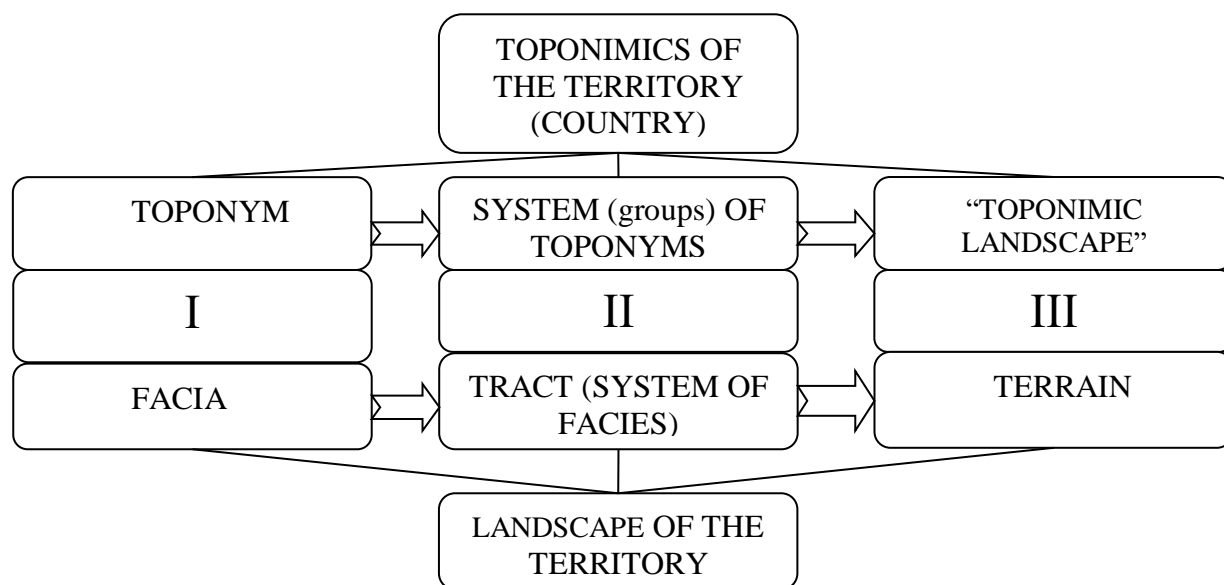 TOPONIMICS OF
THE TERRITORY
(COUNTRY)
TOPONYM
SYSTEM (groups) OF
TOPONYMS
“TOPONIMIC
LANDSCAPE”
I
II
III
FACIA
TRACT (SYSTEM OF
FACIES)
TERRAIN
LANDSCAPE OF THE
TERRITORY